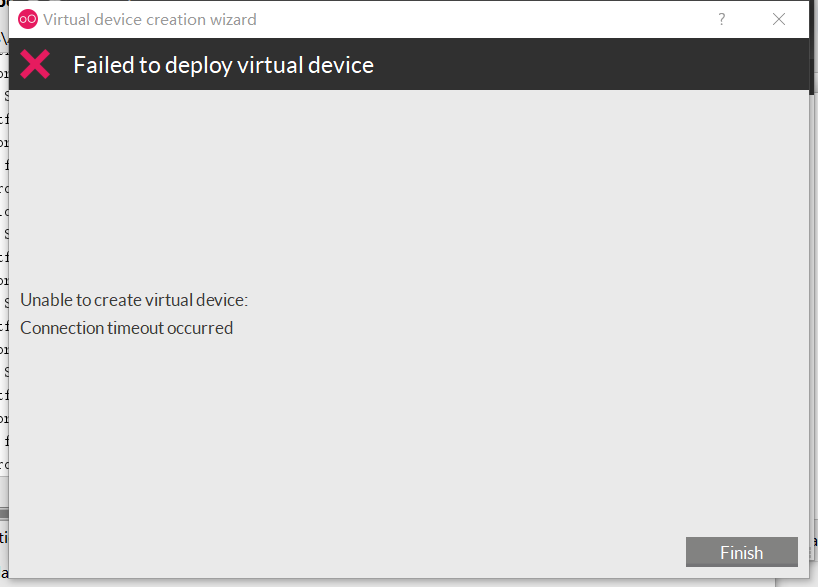 Virtual device creation wizard
?
Failed to deploy virtual device
Unable to create virtual device:
Connection timeout occurred
Finish